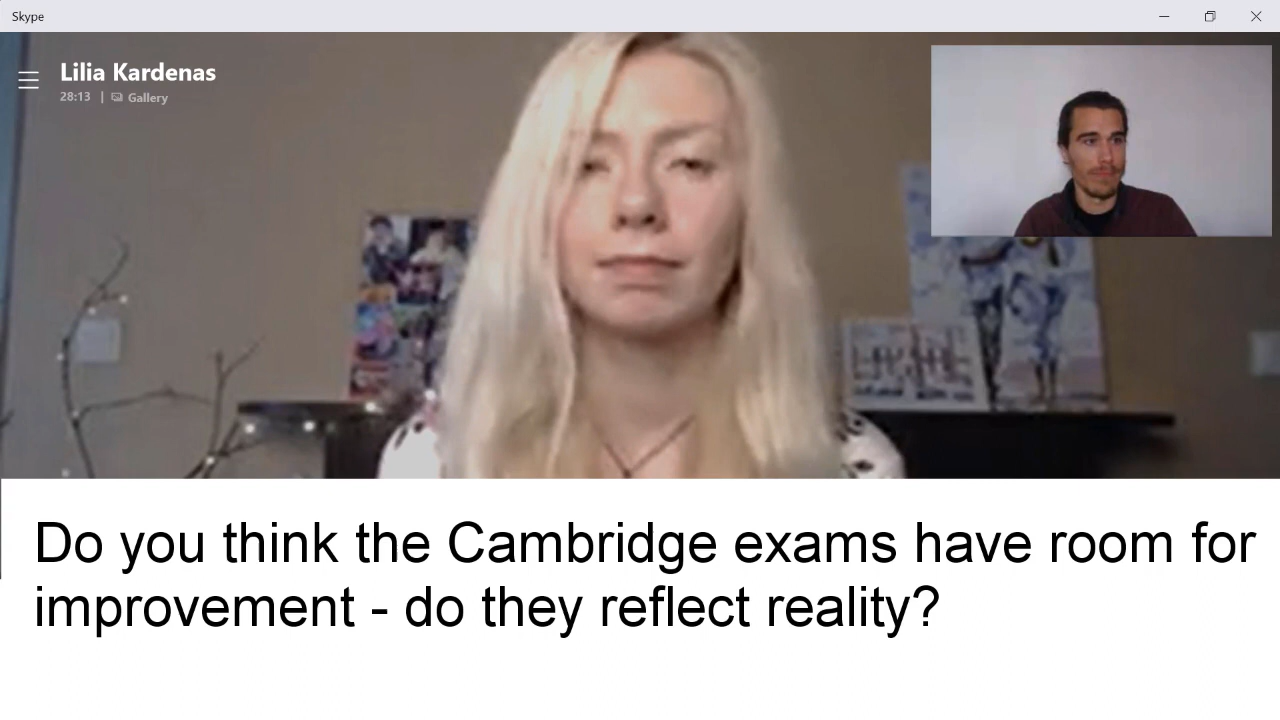 Skype
Lilia Kardenas
28:13 | Gallery
Do you think the Cambridge exams have room for
improvement - do they reflect reality?